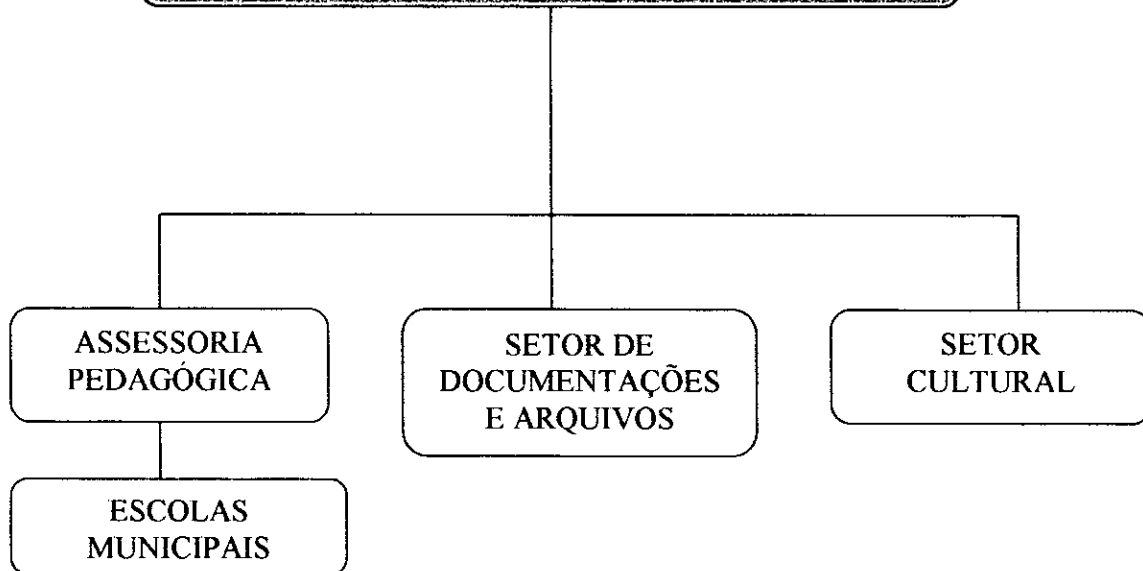 ASSESSORIA
PEDAGÓGICA
SETOR DE
DOCUMENTAÇÕES
E ARQUIVOS
SETOR
CULTURAL
ESCOLAS
MUNICIPAIS